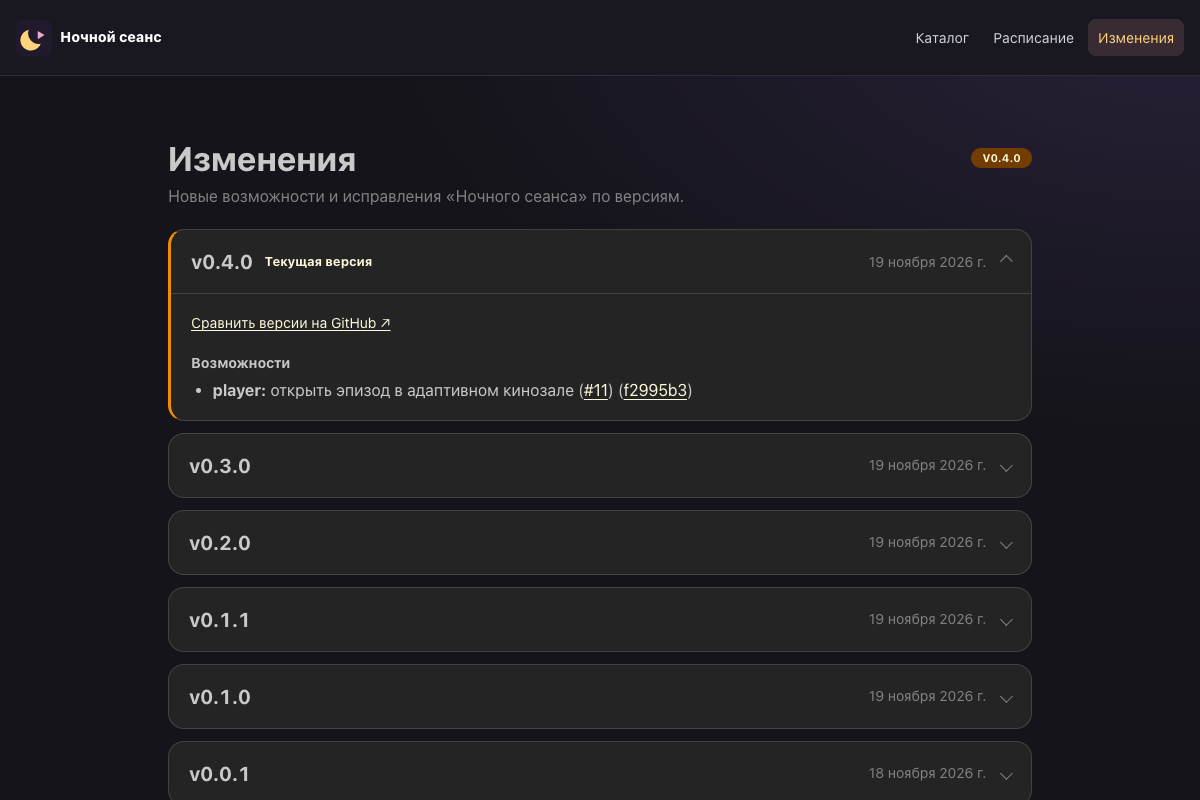 Ночной сеанс
Каталог
Расписание
Изменения
Изменения
V0.4.0
Новые возможности и исправления «Ночного сеанса» по версиям.
v0.4.0 Текущая версия 19 ноября 2026 г.
Сравнить версии на GitHub ↗
Возможности
• player: открыть эпизод в адаптивном кинозале (#11) (f2995b3)
v0.3.0 19 ноября 2026 г.
v0.2.0 19 ноября 2026 г.
v0.1.1 19 ноября 2026 г.
v0.1.0 19 ноября 2026 г.
v0.0.1 18 ноября 2026 г.